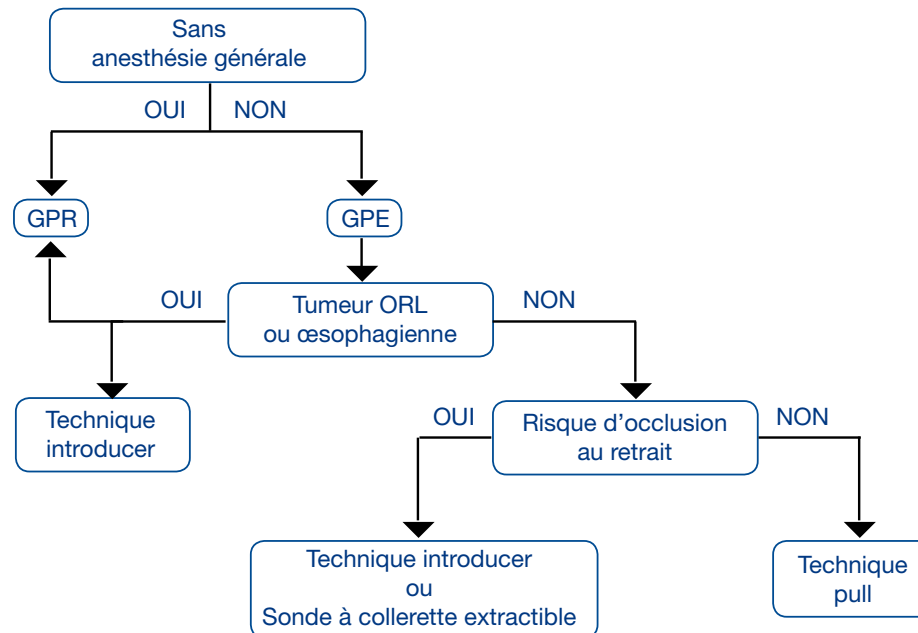 Sans
anesthésie générale
OUI
NON
GPR
GPE
OUI
Tumeur ORL
ou œsophagienne
NON
Technique
introducer
OUI
Risque d’occlusion
au retrait
NON
Technique introducer
ou
Sonde à collerette extractible
Technique
pull